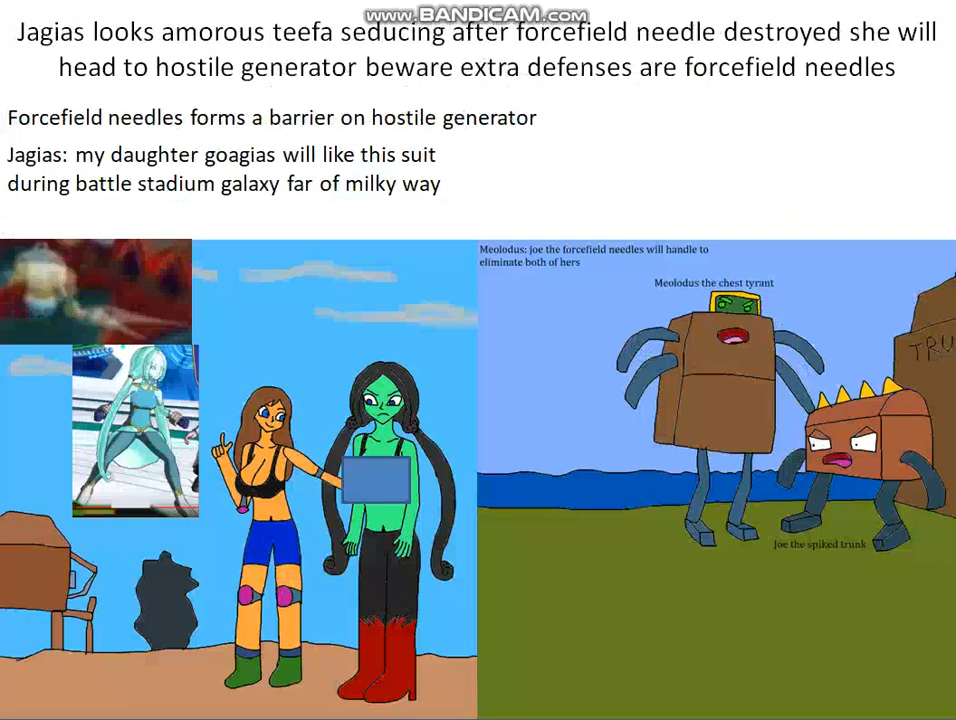 www.BANDICAM.com
Jagias looks amorous teefa seducing after forcefield needle destroyed she will
head to hostile generator beware extra defenses are forcefield needles
Forcefield needles forms a barrier on hostile generator
Jagias: my daughter goagias will like this suit
during battle stadium galaxy far of milky way
Meolodus: joe the forcefield needles will handle to
eliminate both of hers
Meolodus the chest tyrant
TRU
Joe the spiked trunk